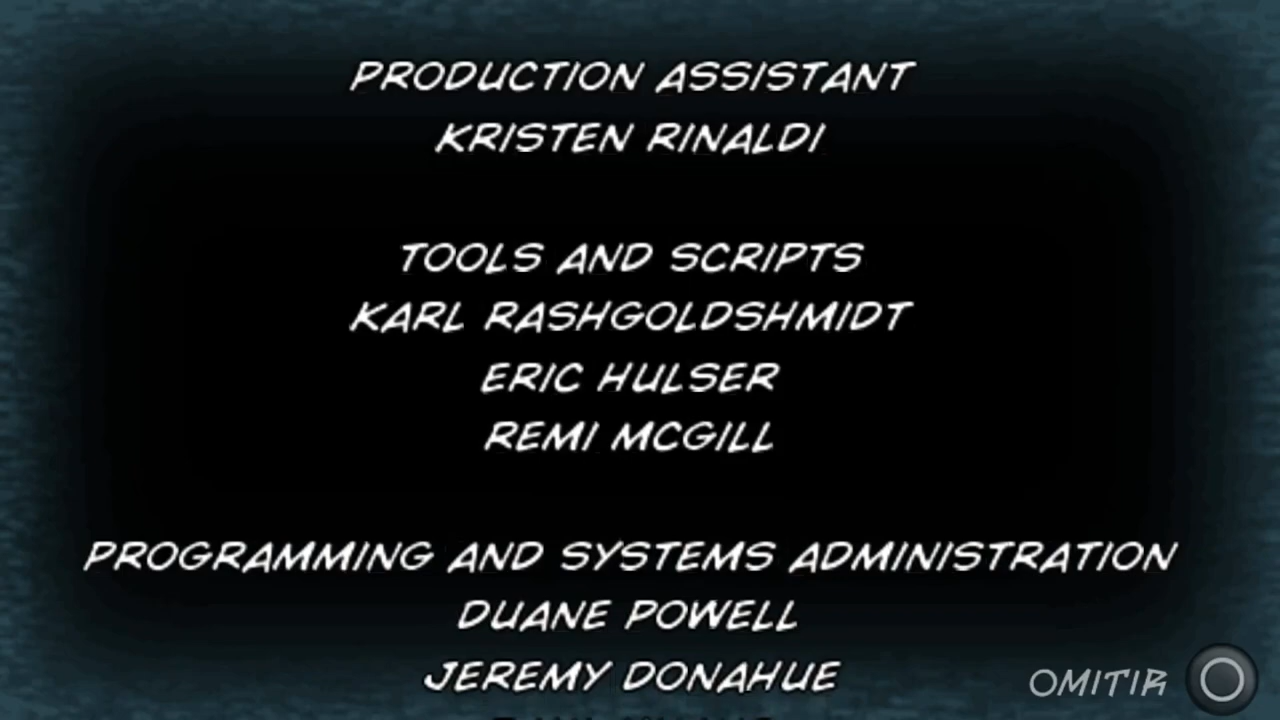 PRODUCTION ASSISTANT
KRISTEN RINALDI
TOOLS AND SCRIPTS
KARL RASHGOLDSHMIDT
ERIC HULSER
REMI MCGILL
PROGRAMMING AND SYSTEMS ADMINISTRATION
DUANE POWELL
JEREMY DONAHUE
OMITIR